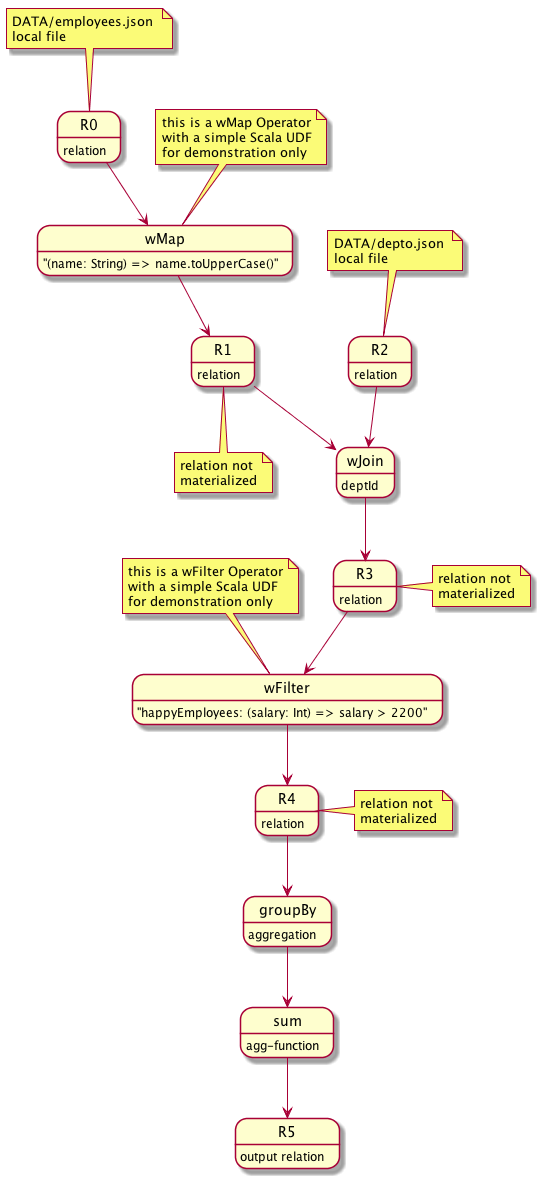 DATA/employees.json
local file
R0
relation
this is a wMap Operator
with a simple Scala UDF
for demonstration only
wMap
"(name: String) => name.toUpperCase()"
DATA/depto.json
local file
R1
relation
R2
relation
relation not
materialized
wJoin
deptId
this is a wFilter Operator
with a simple Scala UDF
for demonstration only
R3
relation
relation not
materialized
wFilter
"happyEmployees: (salary: Int) => salary > 2200"
R4
relation
relation not
materialized
groupBy
aggregation
sum
agg-function
R5
output relation